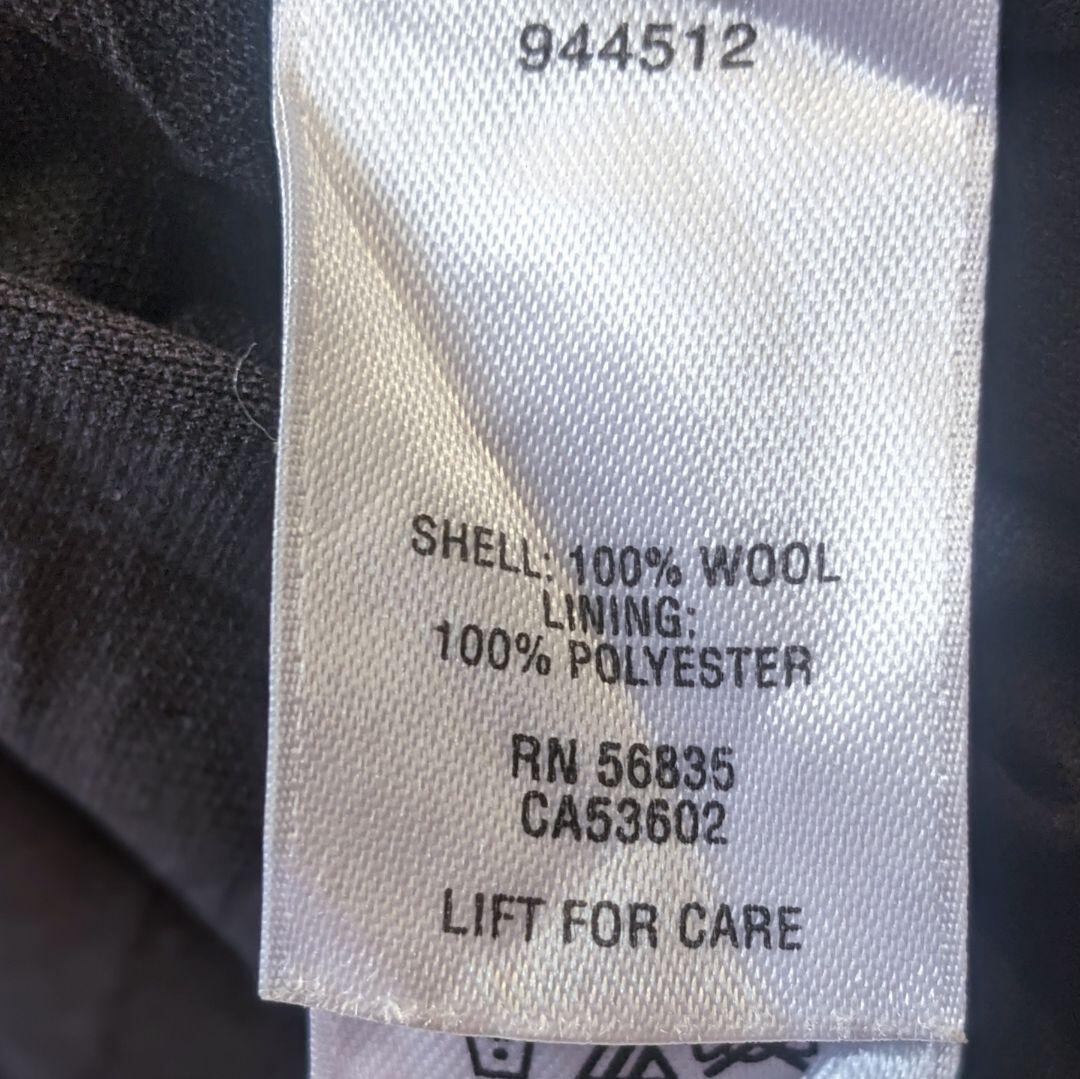 944512
SHELL: 100% WOOL
LINING:
100% POLYESTER
RN 56835
CA53602
LIFT FOR CARE